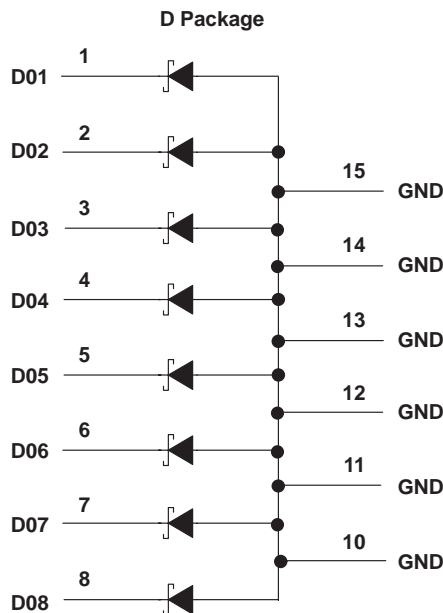 D Package
1
D01
2
D02
15
GND
3
D03
14
GND
4
D04
13
GND
5
D05
12
GND
6
D06
11
GND
7
D07
10
GND
8
D08